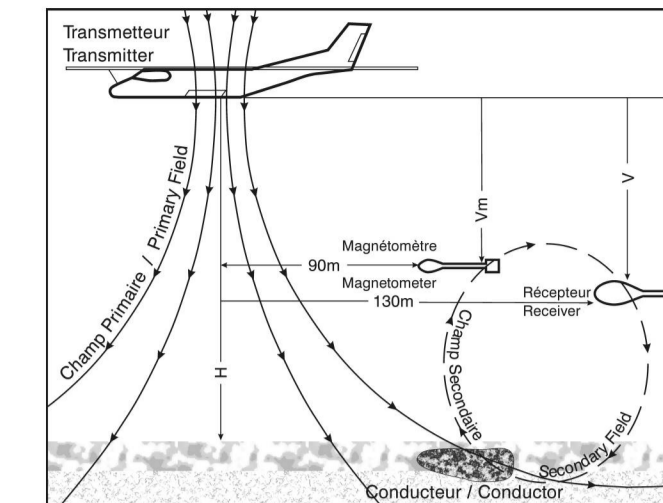 Transmetteur
Transmitter
Champ Primaire / Primary Field
Vm
V
Magnétomètre
90m
Magnetometer
130m
Récepteur
Receiver
H
Champ Secondaire
Secondary Field
Conducteur / Conductor